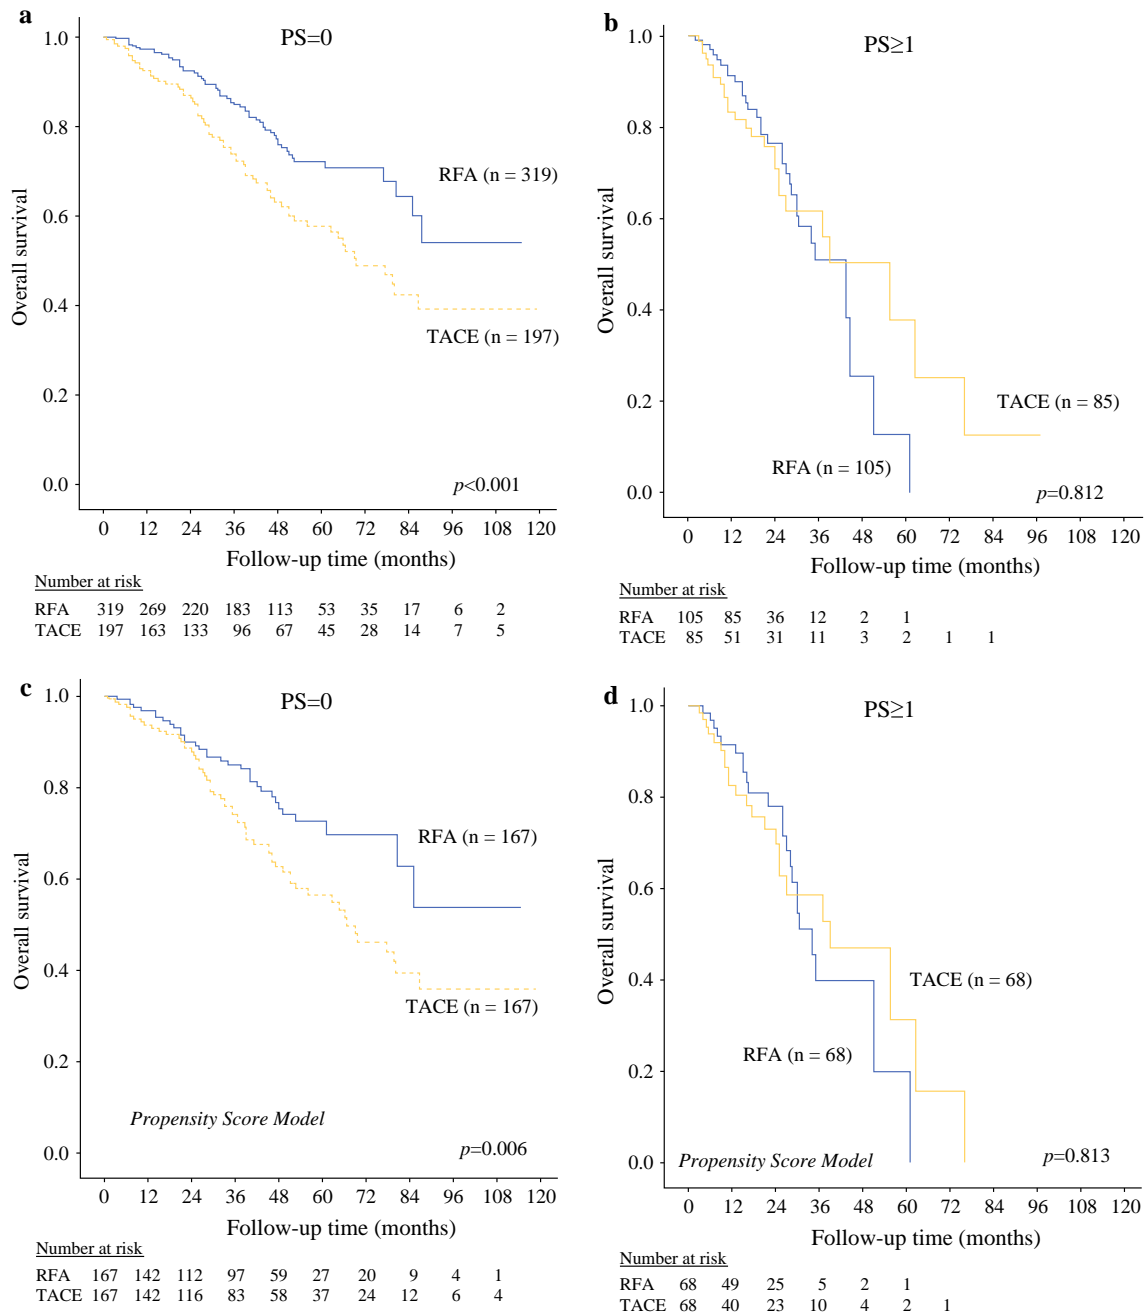 a
PS=0
1.0
0.8
0.6
0.4
0.2
0.0
Overall survival
RFA (n = 319)
TACE (n = 197)
p<0.001
0 12 24 36 48 60 72 84 96 108 120
Follow-up time (months)
Number at risk
RFA 319 269 220 183 113 53 35 17 6 2
TACE 197 163 133 96 67 45 28 14 7 5
b
PS≥1
1.0
0.8
0.6
0.4
0.2
0.0
Overall survival
TACE (n = 85)
RFA (n = 105)
p=0.812
0 12 24 36 48 60 72 84 96 108 120
Follow-up time (months)
Number at risk
RFA 105 85 36 12 2 1
TACE 85 51 31 11 3 2 1 1
c
PS=0
1.0
0.8
0.6
0.4
0.2
0.0
Overall survival
RFA (n = 167)
TACE (n = 167)
Propensity Score Model
p=0.006
0 12 24 36 48 60 72 84 96 108 120
Follow-up time (months)
Number at risk
RFA 167 142 112 97 59 27 20 9 4 1
TACE 167 142 116 83 58 37 24 12 6 4
d
PS≥1
1.0
0.8
0.6
0.4
0.2
0.0
Overall survival
TACE (n = 68)
RFA (n = 68)
Propensity Score Model
p=0.813
0 12 24 36 48 60 72 84 96 108 120
Follow-up time (months)
Number at risk
RFA 68 49 25 5 2 1
TACE 68 40 23 10 4 2 1